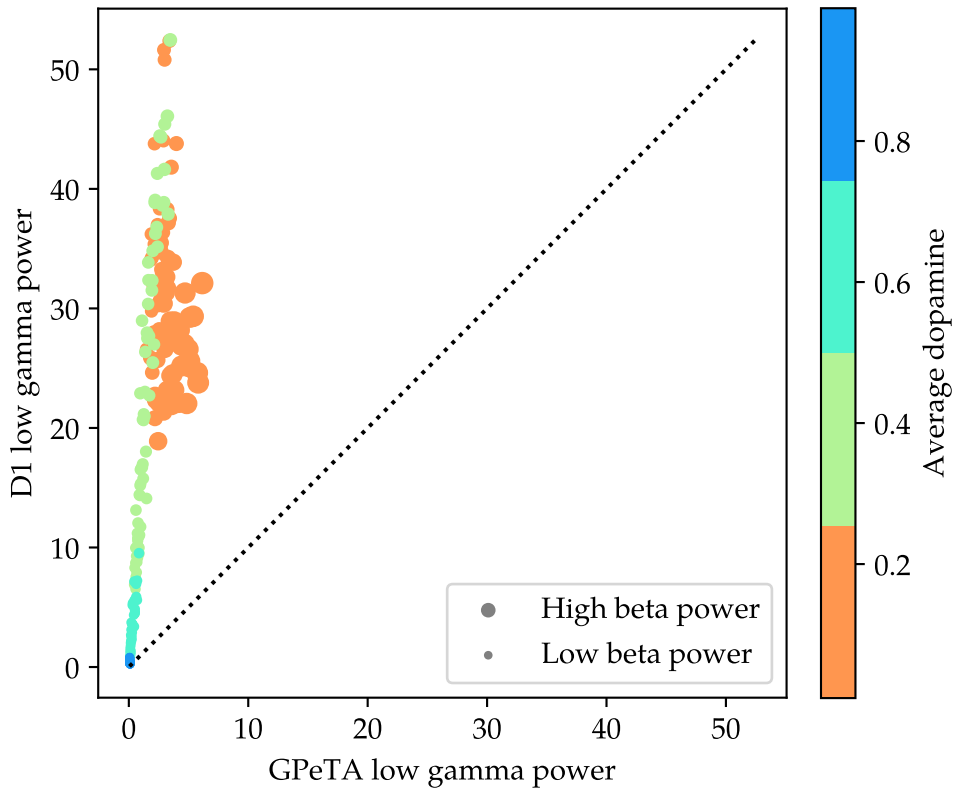 50
40
30
20
10
0
D1 low gamma power
0 10 20 30 40 50
GPeTA low gamma power
High beta power
Low beta power
0.8
0.6
0.4
0.2
Average dopamine